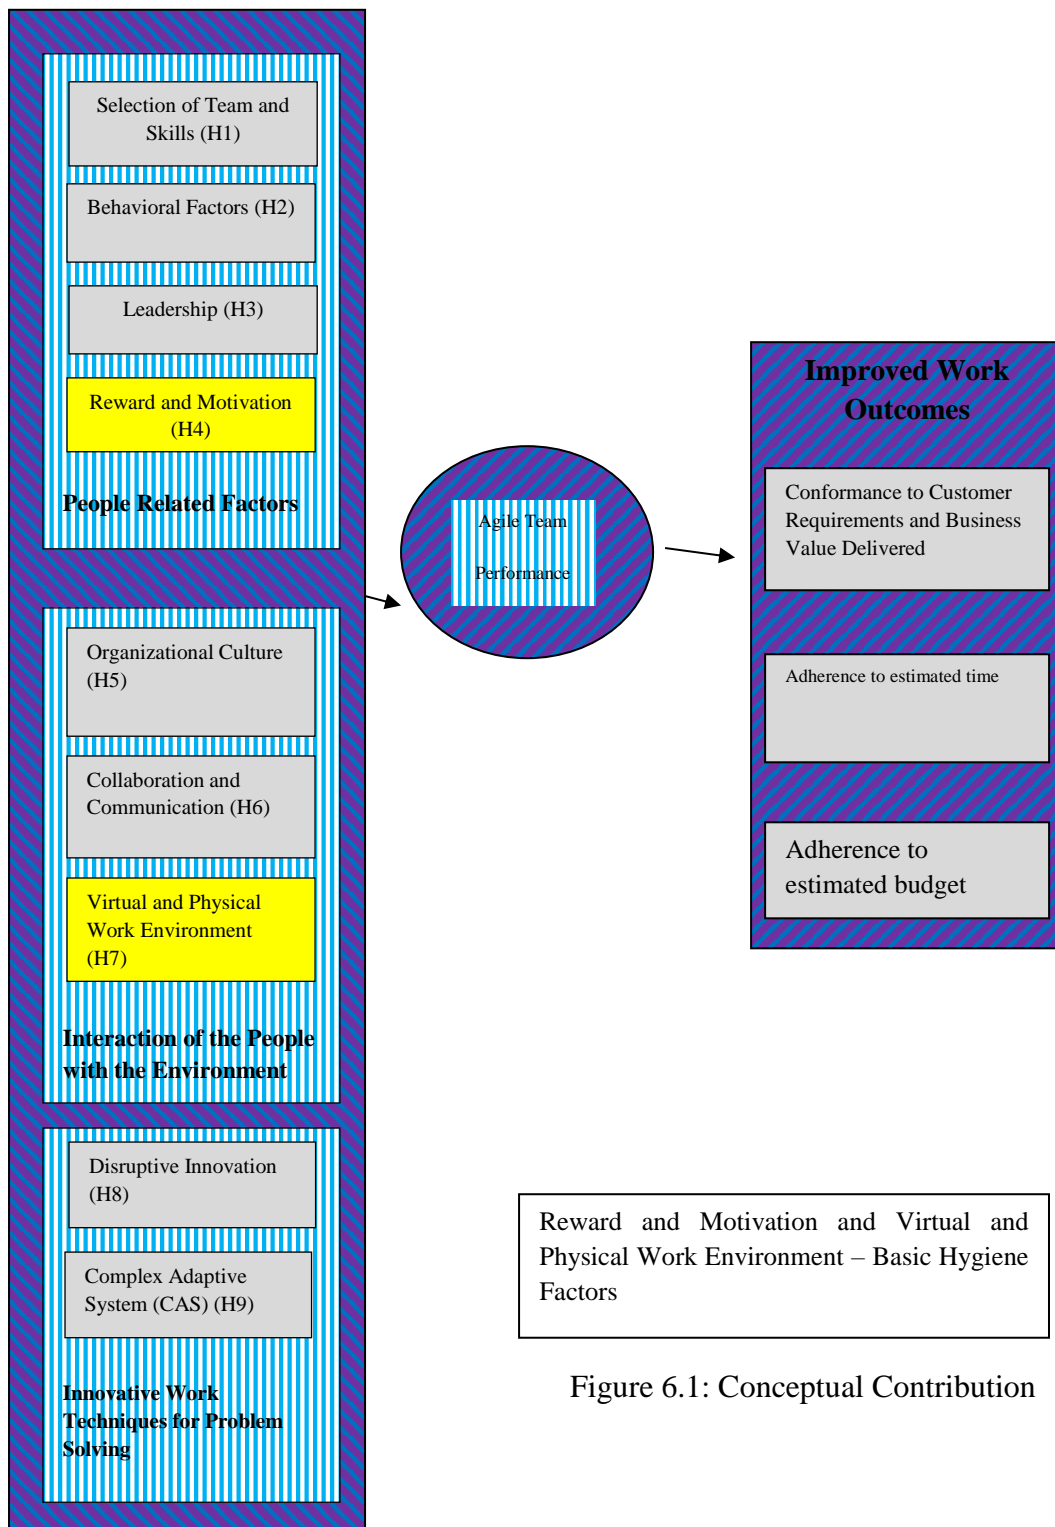 Selection of Team and
Skills (H1)
Behavioral Factors (H2)
Leadership (H3)
Reward and Motivation
(H4)
People Related Factors
Organizational Culture
(H5)
Collaboration and
Communication (H6)
Virtual and Physical
Work Environment
(H7)
Interaction of the People
with the Environment
Disruptive Innovation
(H8)
Complex Adaptive
System (CAS) (H9)
Innovative Work
Techniques for Problem
Solving
Agile Team
Performance
Improved Work
Outcomes
Conformance to Customer
Requirements and Business
Value Delivered
Adherence to estimated time
Adherence to
estimated budget
Reward and Motivation and Virtual and
Physical Work Environment – Basic Hygiene
Factors
Figure 6.1: Conceptual Contribution